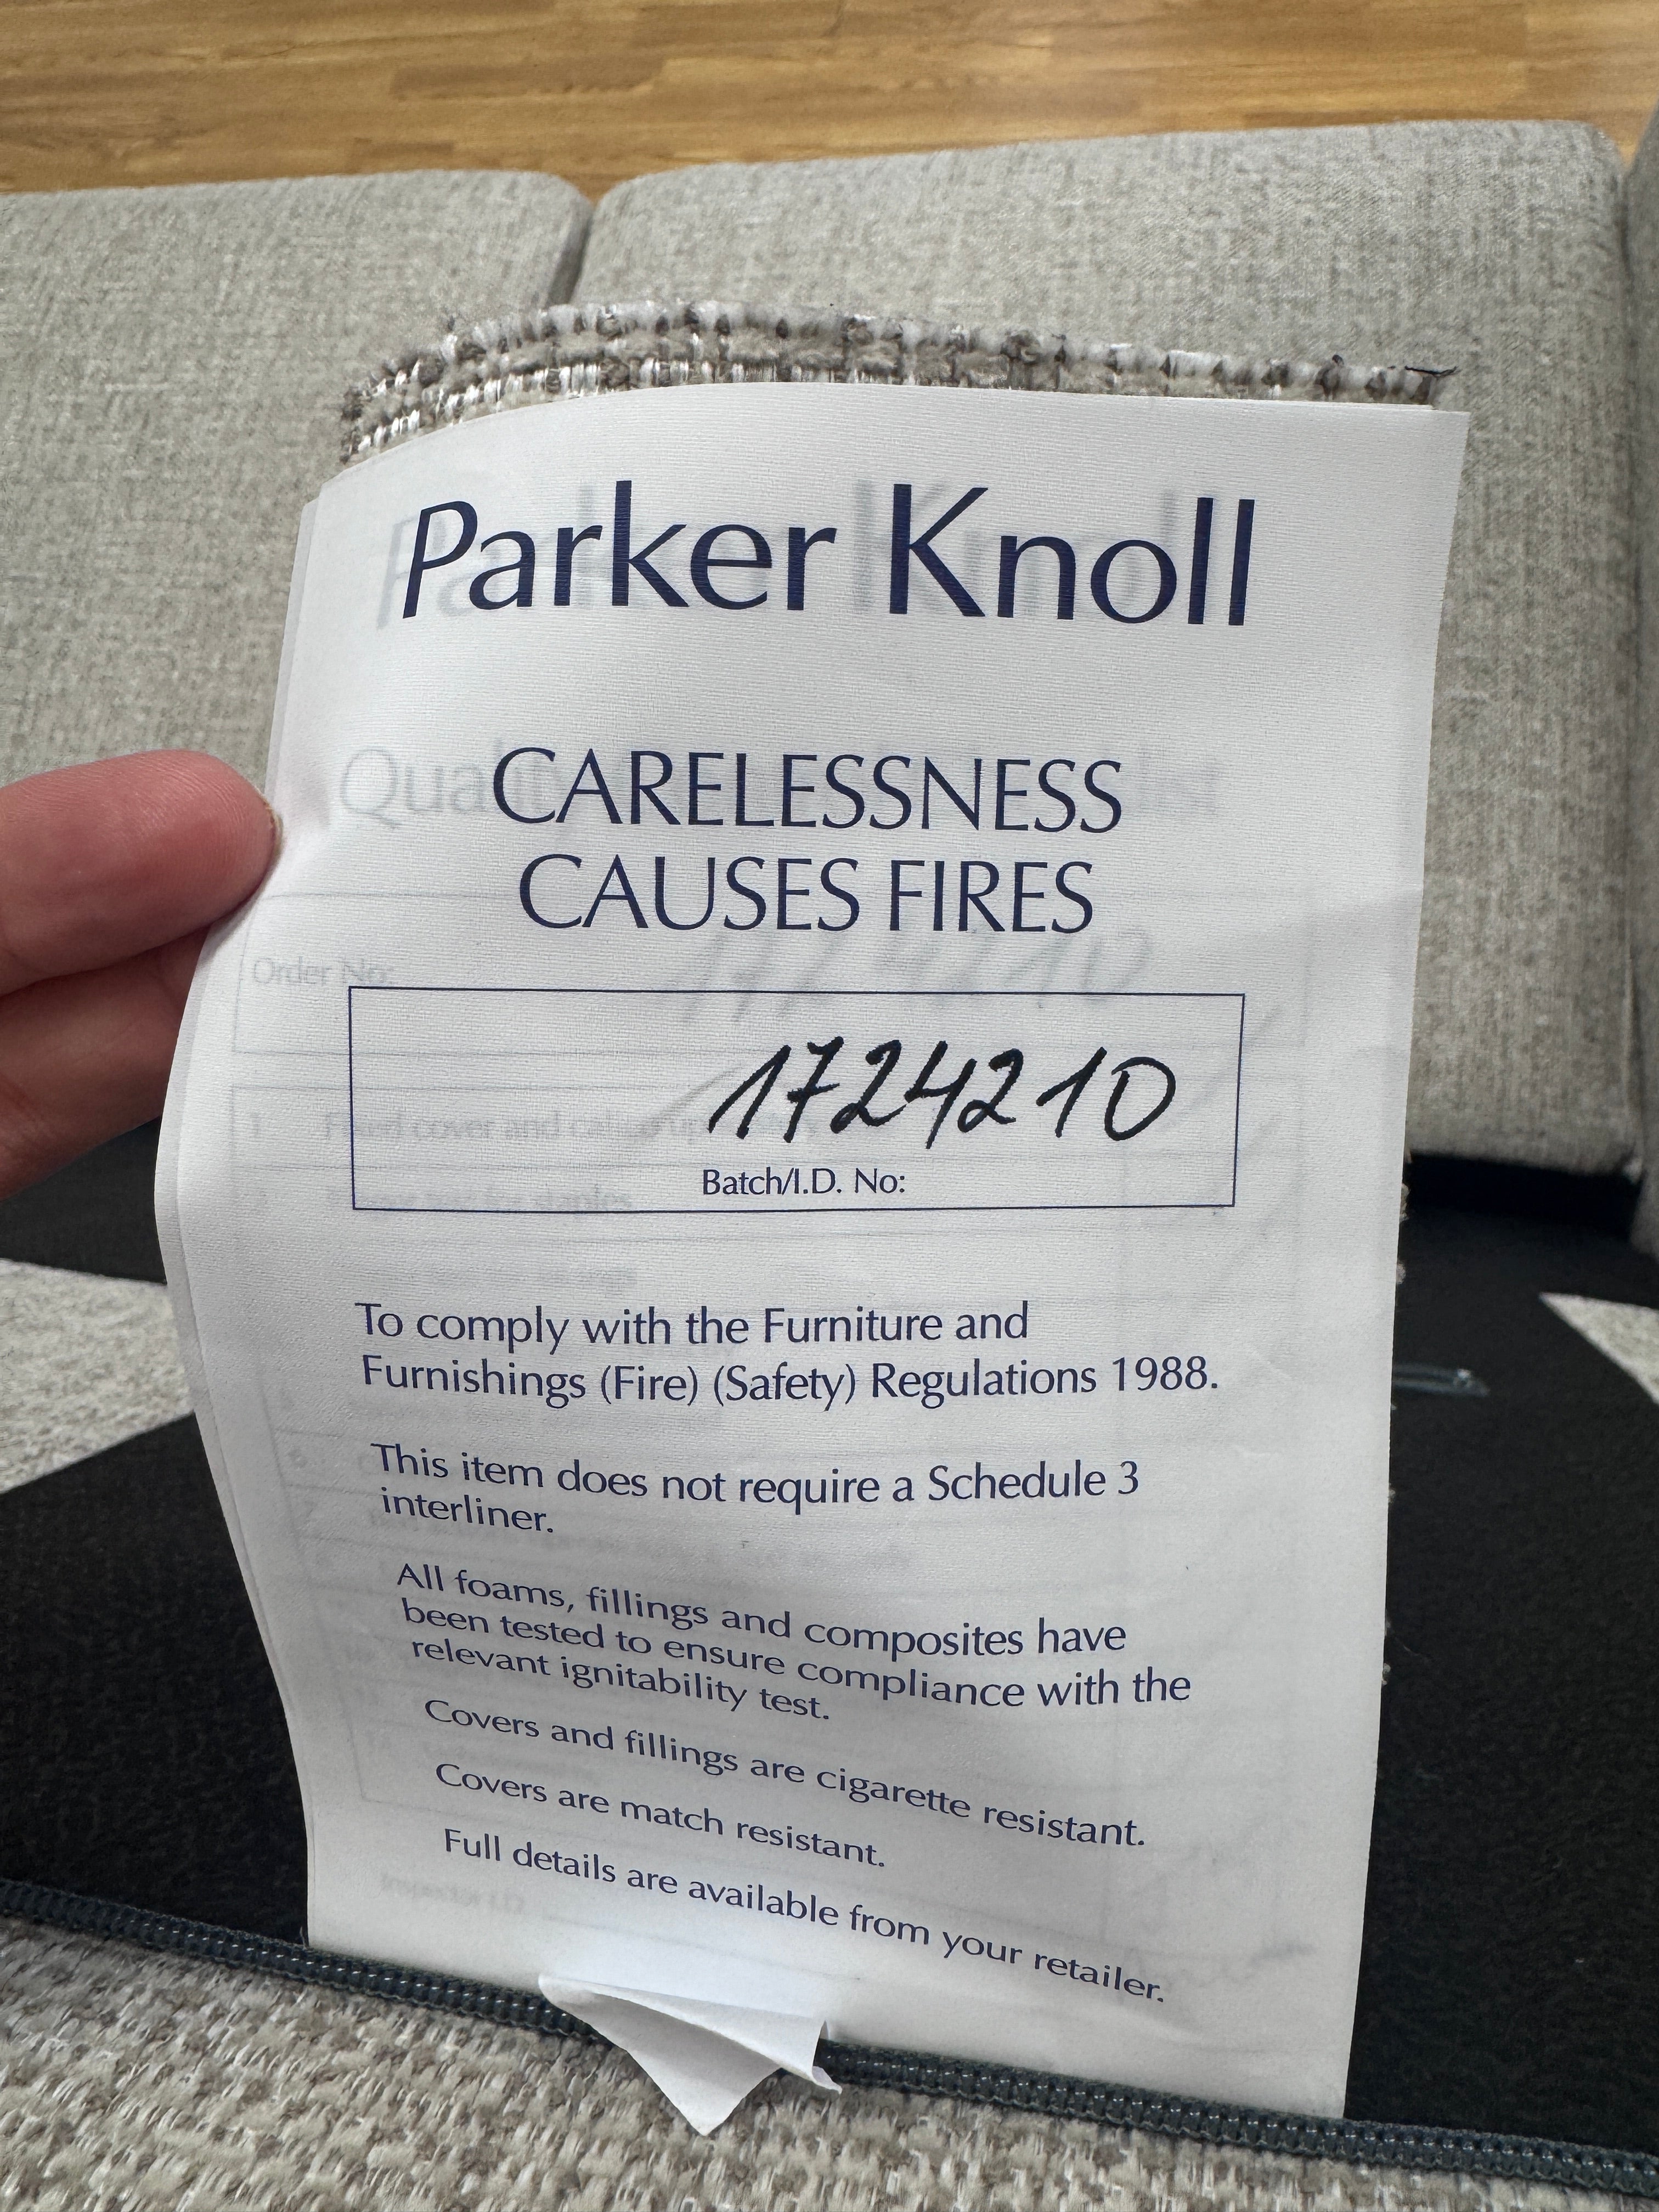 Parker Knoll
CARELESSNESS
CAUSES FIRES
Order No:
1724210
Batch/I.D. No:
To comply with the Furniture and
Furnishings (Fire) (Safety) Regulations 1988.
This item does not require a Schedule 3
interliner.
All foams, fillings and composites have
been tested to ensure compliance with the
relevant ignitability test.
Covers and fillings are cigarette resistant.
Covers are match resistant.
Full details are available from your retailer.